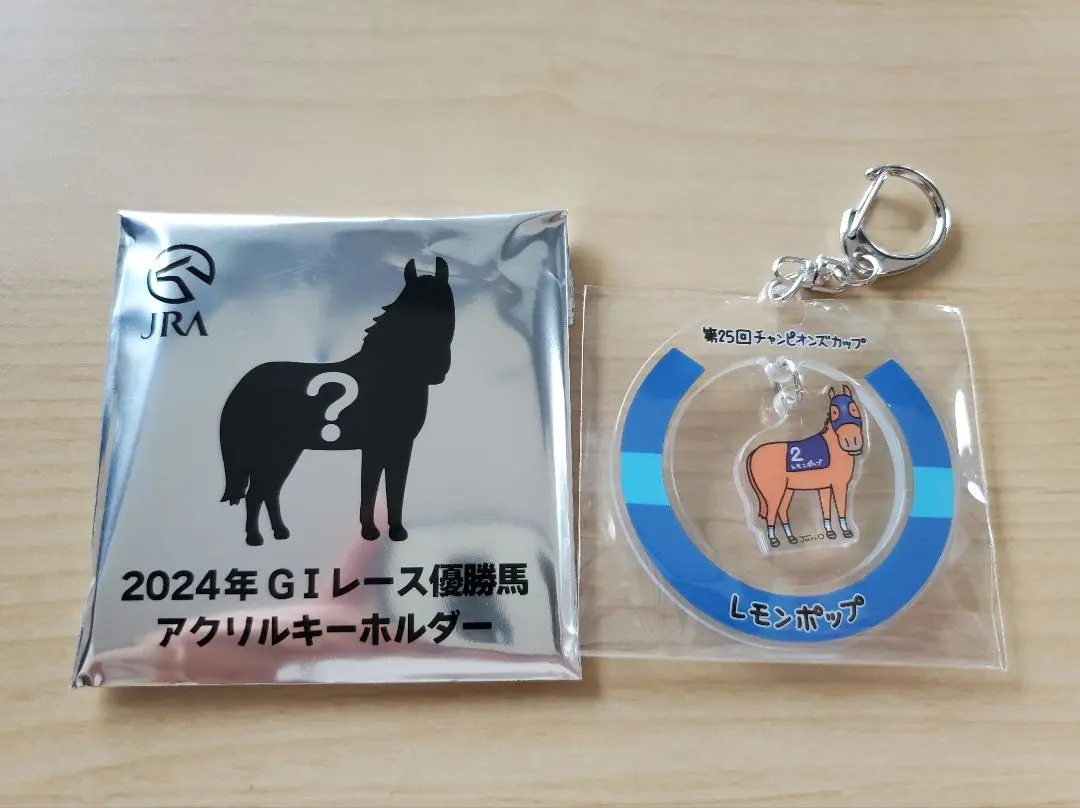 JRA
2024年 GⅠレース優勝馬
アクリルキーホルダー
第25回チャンピオンズカップ
2
レモンポップ
JUN.O
レモンポップ